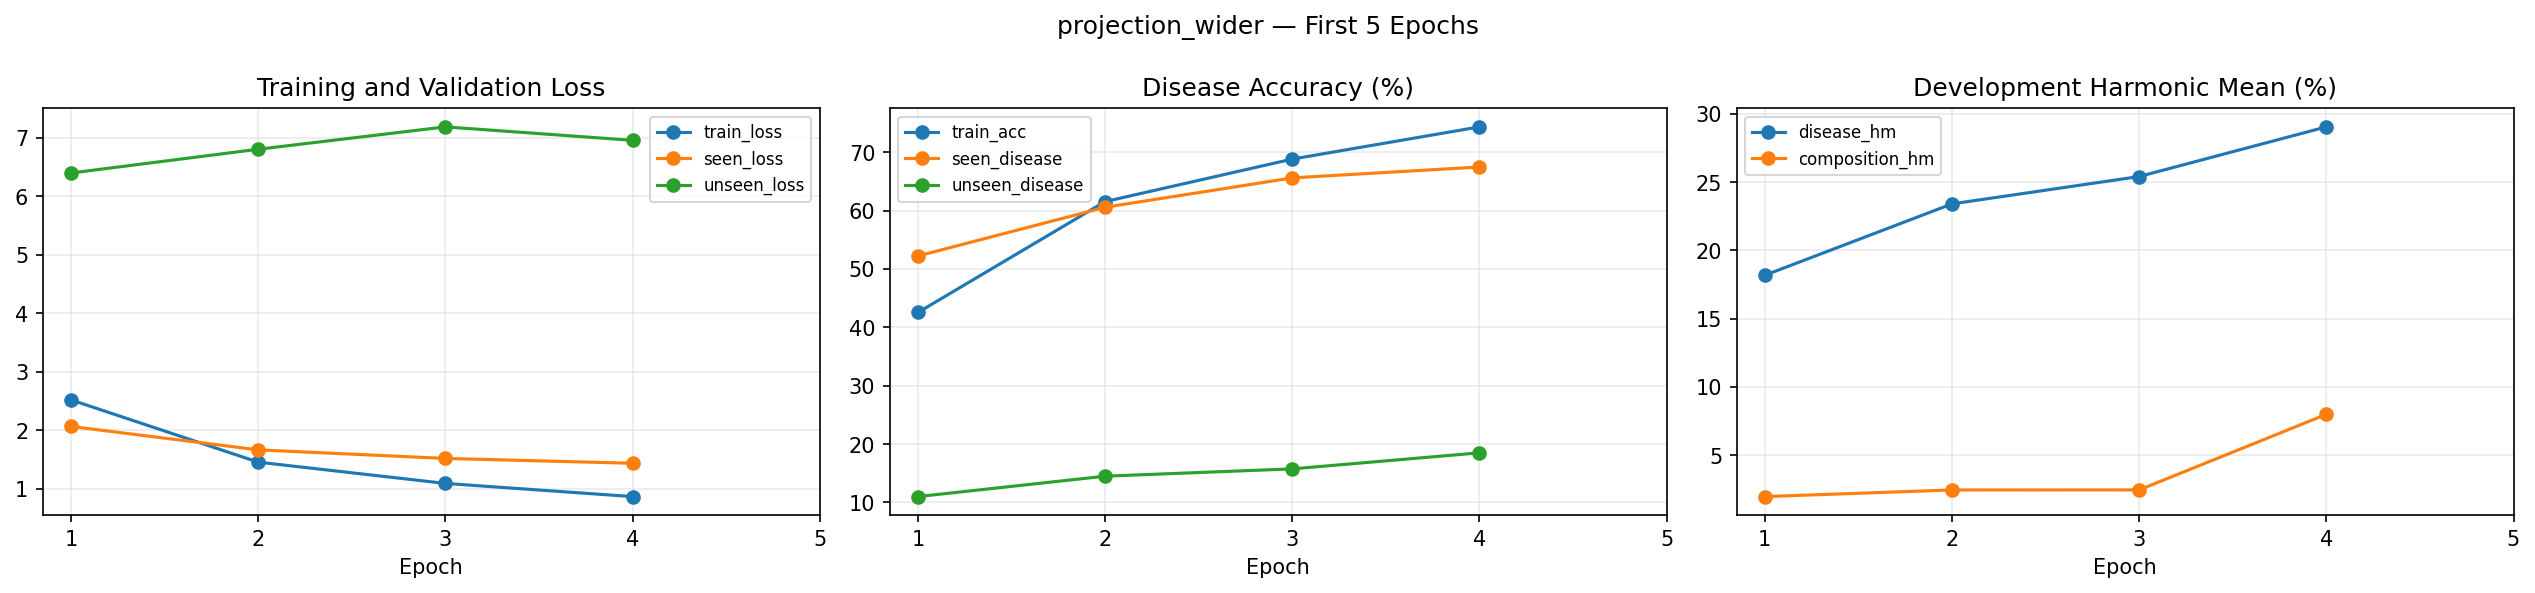 projection_wider — First 5 Epochs
Training and Validation Loss
7
6
5
4
3
2
1
train_loss
seen_loss
unseen_loss
1 2 3 4 5
Epoch
Disease Accuracy (%)
70
60
50
40
30
20
10
train_acc
seen_disease
unseen_disease
1 2 3 4 5
Epoch
Development Harmonic Mean (%)
30
25
20
15
10
5
disease_hm
composition_hm
1 2 3 4 5
Epoch